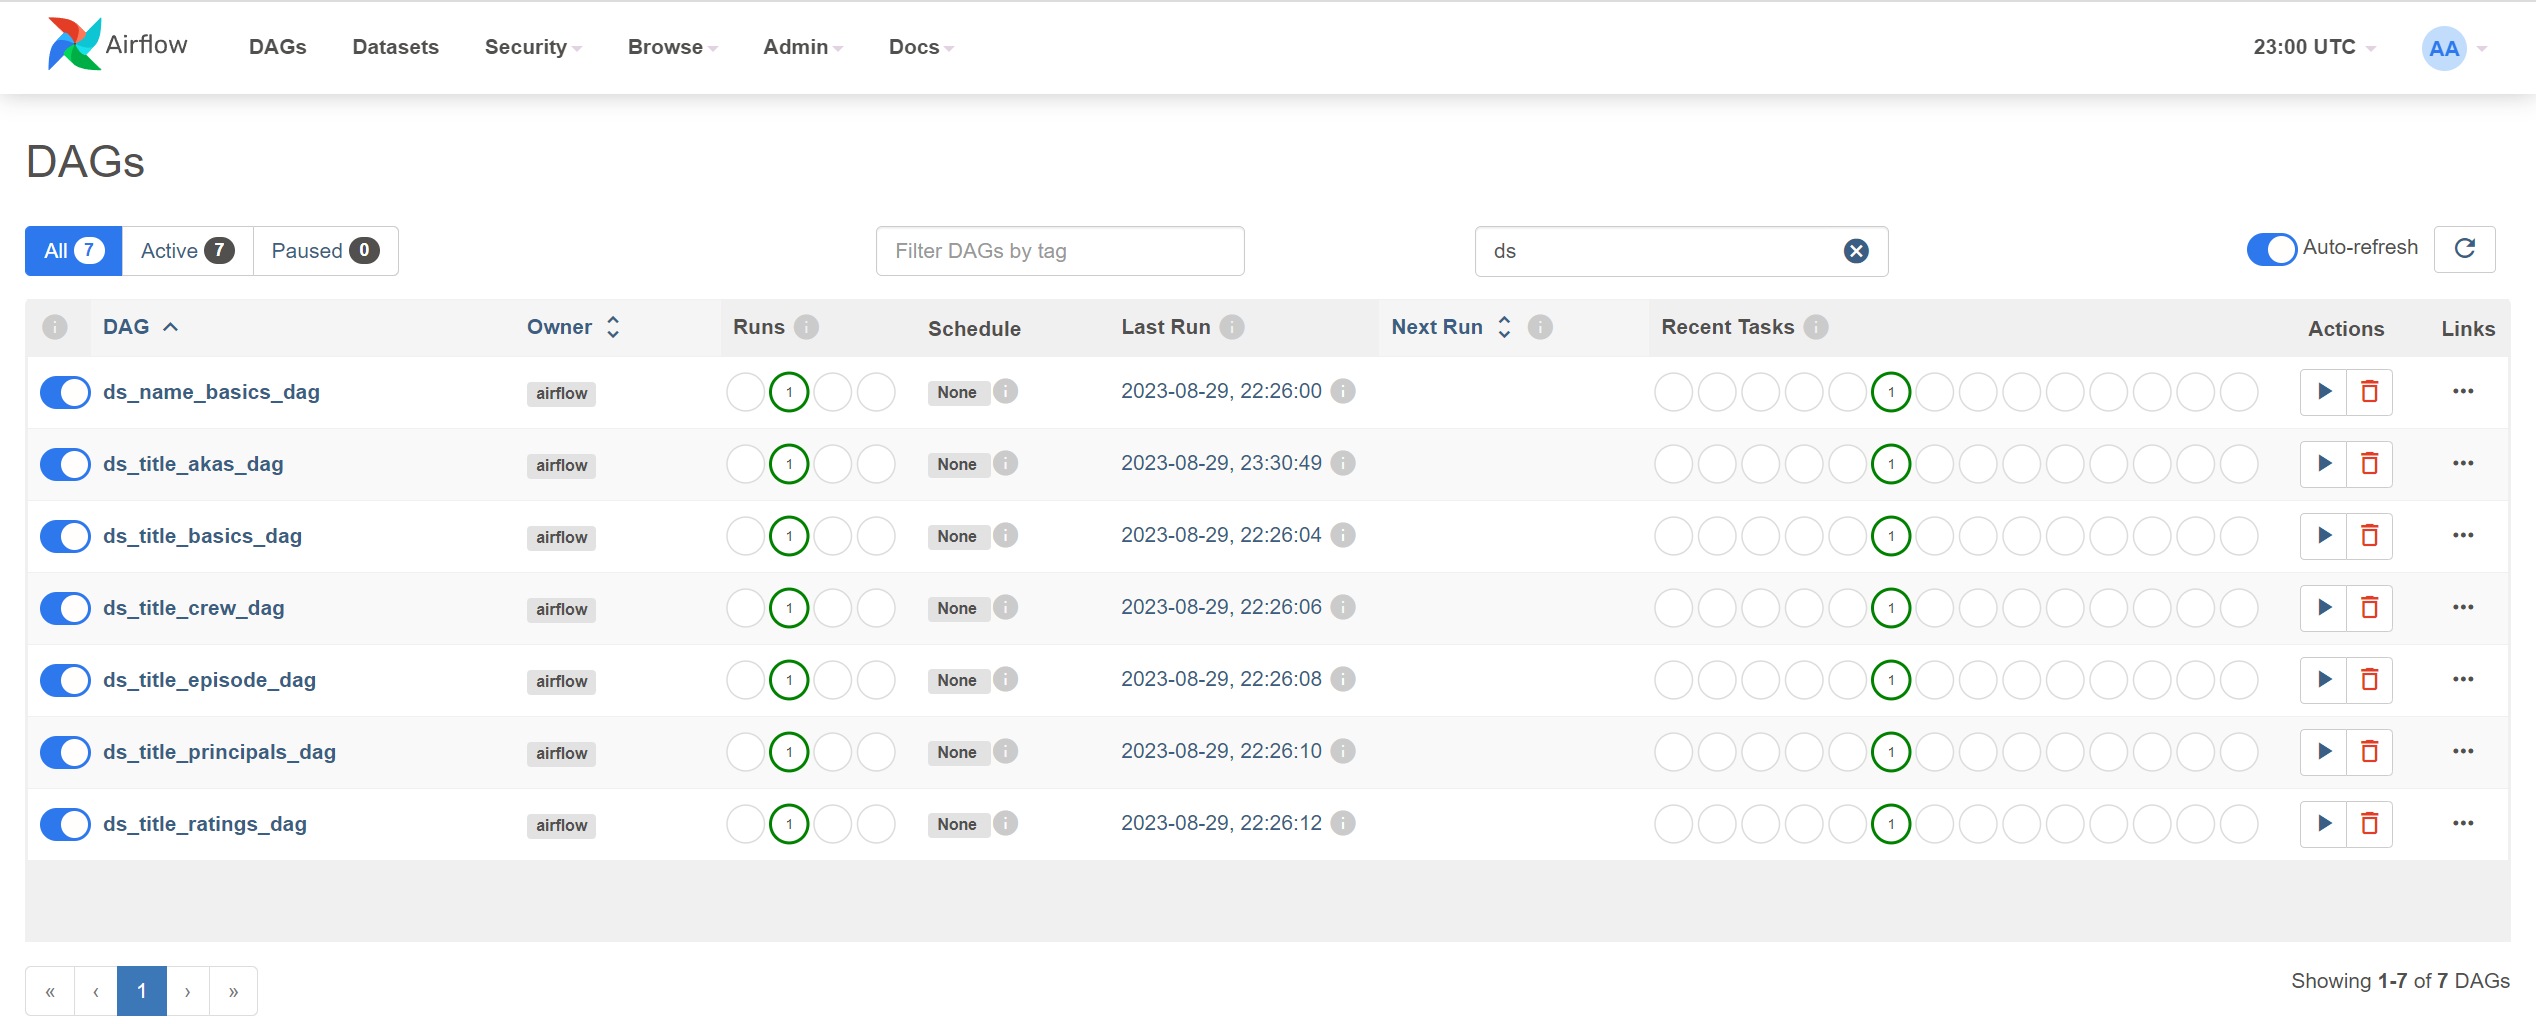 Airflow DAGs Datasets Security Browse Admin Docs 23:00 UTC AA
DAGs
All 7 Active 7 Paused 0 Filter DAGs by tag ds Auto-refresh
DAG Owner Runs Schedule Last Run Next Run Recent Tasks Actions Links
ds_name_basics_dag airflow 1 None 2023-08-29, 22:26:00 1
ds_title_akas_dag airflow 1 None 2023-08-29, 23:30:49 1
ds_title_basics_dag airflow 1 None 2023-08-29, 22:26:04 1
ds_title_crew_dag airflow 1 None 2023-08-29, 22:26:06 1
ds_title_episode_dag airflow 1 None 2023-08-29, 22:26:08 1
ds_title_principals_dag airflow 1 None 2023-08-29, 22:26:10 1
ds_title_ratings_dag airflow 1 None 2023-08-29, 22:26:12 1
« ‹ 1 › » Showing 1-7 of 7 DAGs